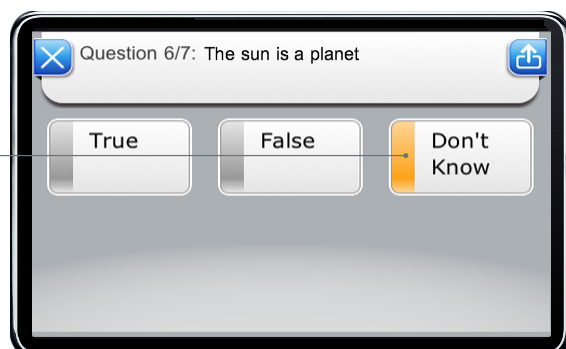 Question 6/7: The sun is a planet
True
False
Don't
Know